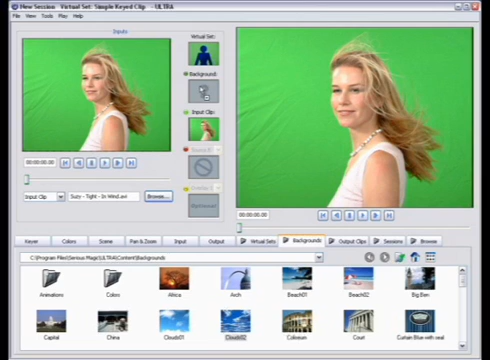 New Session Virtual Set: Simple Keyed Clip - ULTRA
File View Tools Play Help
Inputs
Virtual Set:
Background:
Input Clip:
00:00:00.00
00:00:00.00
Input Clip Suzy - Tight - In Wind.avi Browse...
Keyer Colors Scene Pan & Zoom Input Output Virtual Sets Backgrounds Output Clips Sessions Browse
C:\Program Files\Serious Magic\ULTRA\Content\Backgrounds
Animations Colors Africa Arch Beach01 Beach02 Big Ben
Capital China Clouds01 Clouds02 Coliseum Court Curtain Blue with seal